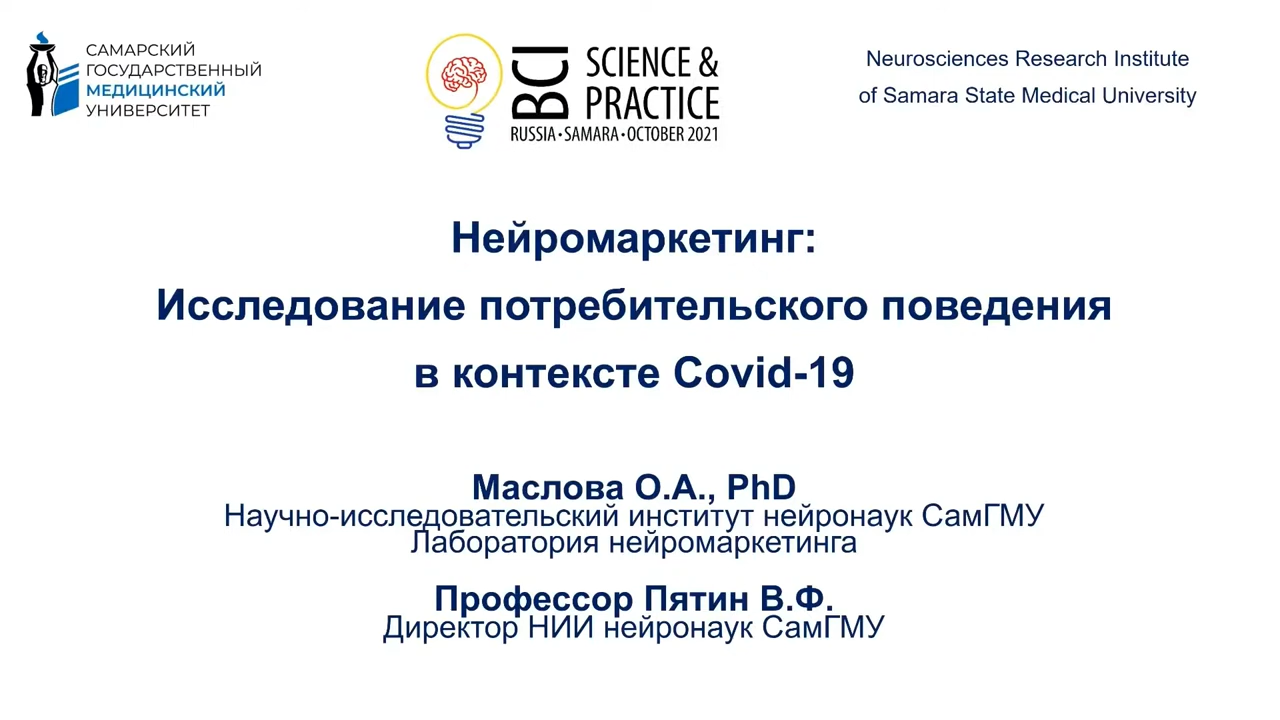 САМАРСКИЙ
ГОСУДАРСТВЕННЫЙ
МЕДИЦИНСКИЙ
УНИВЕРСИТЕТ
BCI
SCIENCE &
PRACTICE
RUSSIA•SAMARA•OCTOBER 2021
Neurosciences Research Institute
of Samara State Medical University
Нейромаркетинг:
Исследование потребительского поведения
в контексте Covid-19
Маслова О.А., PhD
Научно-исследовательский институт нейронаук СамГМУ
Лаборатория нейромаркетинга
Профессор Пятин В.Ф.
Директор НИИ нейронаук СамГМУ